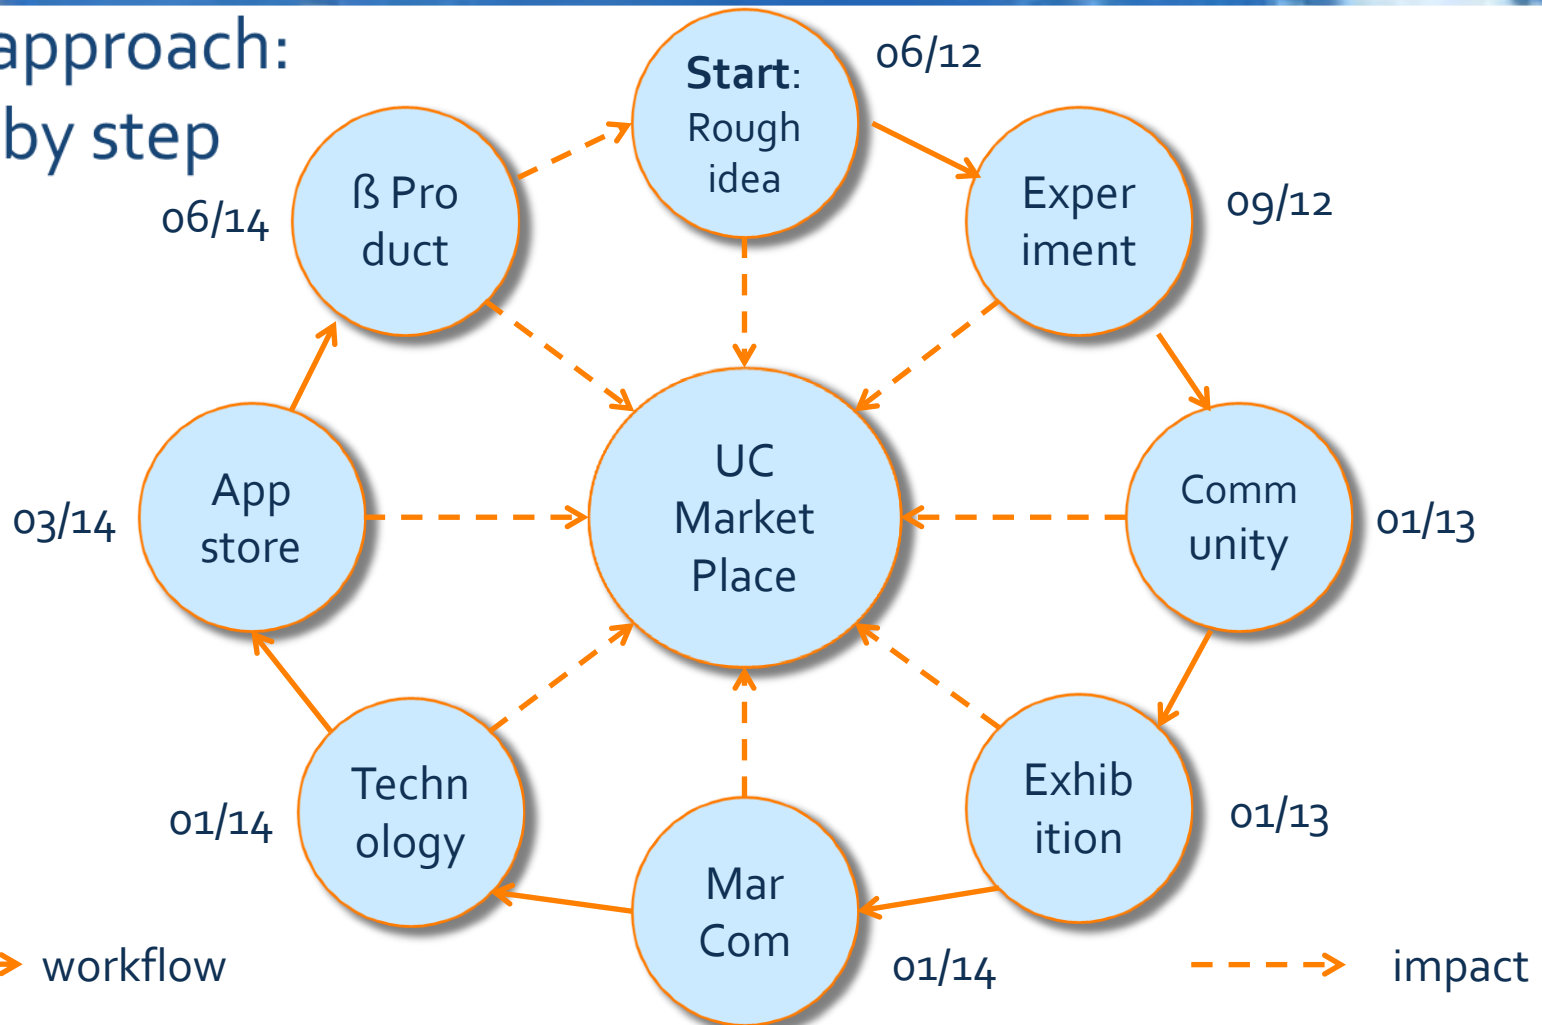 approach:
by step
Start:
Rough
idea
06/12
Exper
iment
09/12
Comm
unity
01/13
Exhib
ition
01/13
Mar
Com
01/14
Techn
ology
01/14
App
store
03/14
ß Pro
duct
06/14
UC
Market
Place
workflow
impact